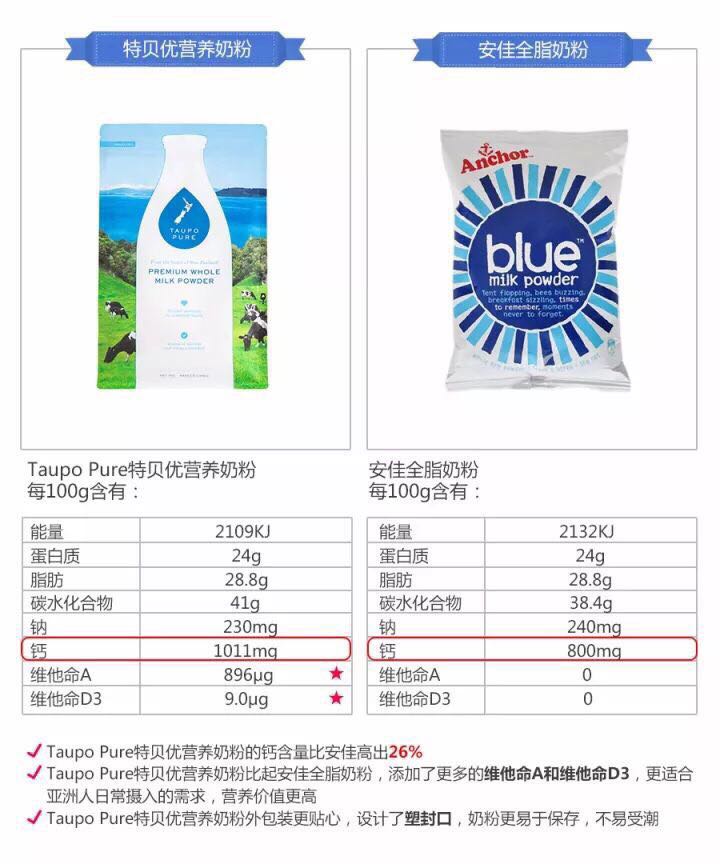 特贝优营养奶粉
安佳全脂奶粉
TAUPO
PURE
From the heart of New Zealand
PREMIUM WHOLE
MILK POWDER
Anchor
blue
milk powder
Tent flapping, bees buzzing,
breakfast sizzling, times
to remember, moments
never to forget.
Taupo Pure特贝优营养奶粉
每100g含有：
能量 2109KJ
蛋白质 24g
脂肪 28.8g
碳水化合物 41g
钠 230mg
钙 1011mg
维他命A 896μg ★
维他命D3 9.0μg ★
安佳全脂奶粉
每100g含有：
能量 2132KJ
蛋白质 24g
脂肪 28.8g
碳水化合物 38.4g
钠 240mg
钙 800mg
维他命A 0
维他命D3 0
✓ Taupo Pure特贝优营养奶粉的钙含量比安佳高出26%
✓ Taupo Pure特贝优营养奶粉比起安佳全脂奶粉，添加了更多的维他命A和维他命D3，更适合
亚洲人日常摄入的需求，营养价值更高
✓ Taupo Pure特贝优营养奶粉外包装更贴心，设计了塑封口，奶粉更易于保存，不易受潮